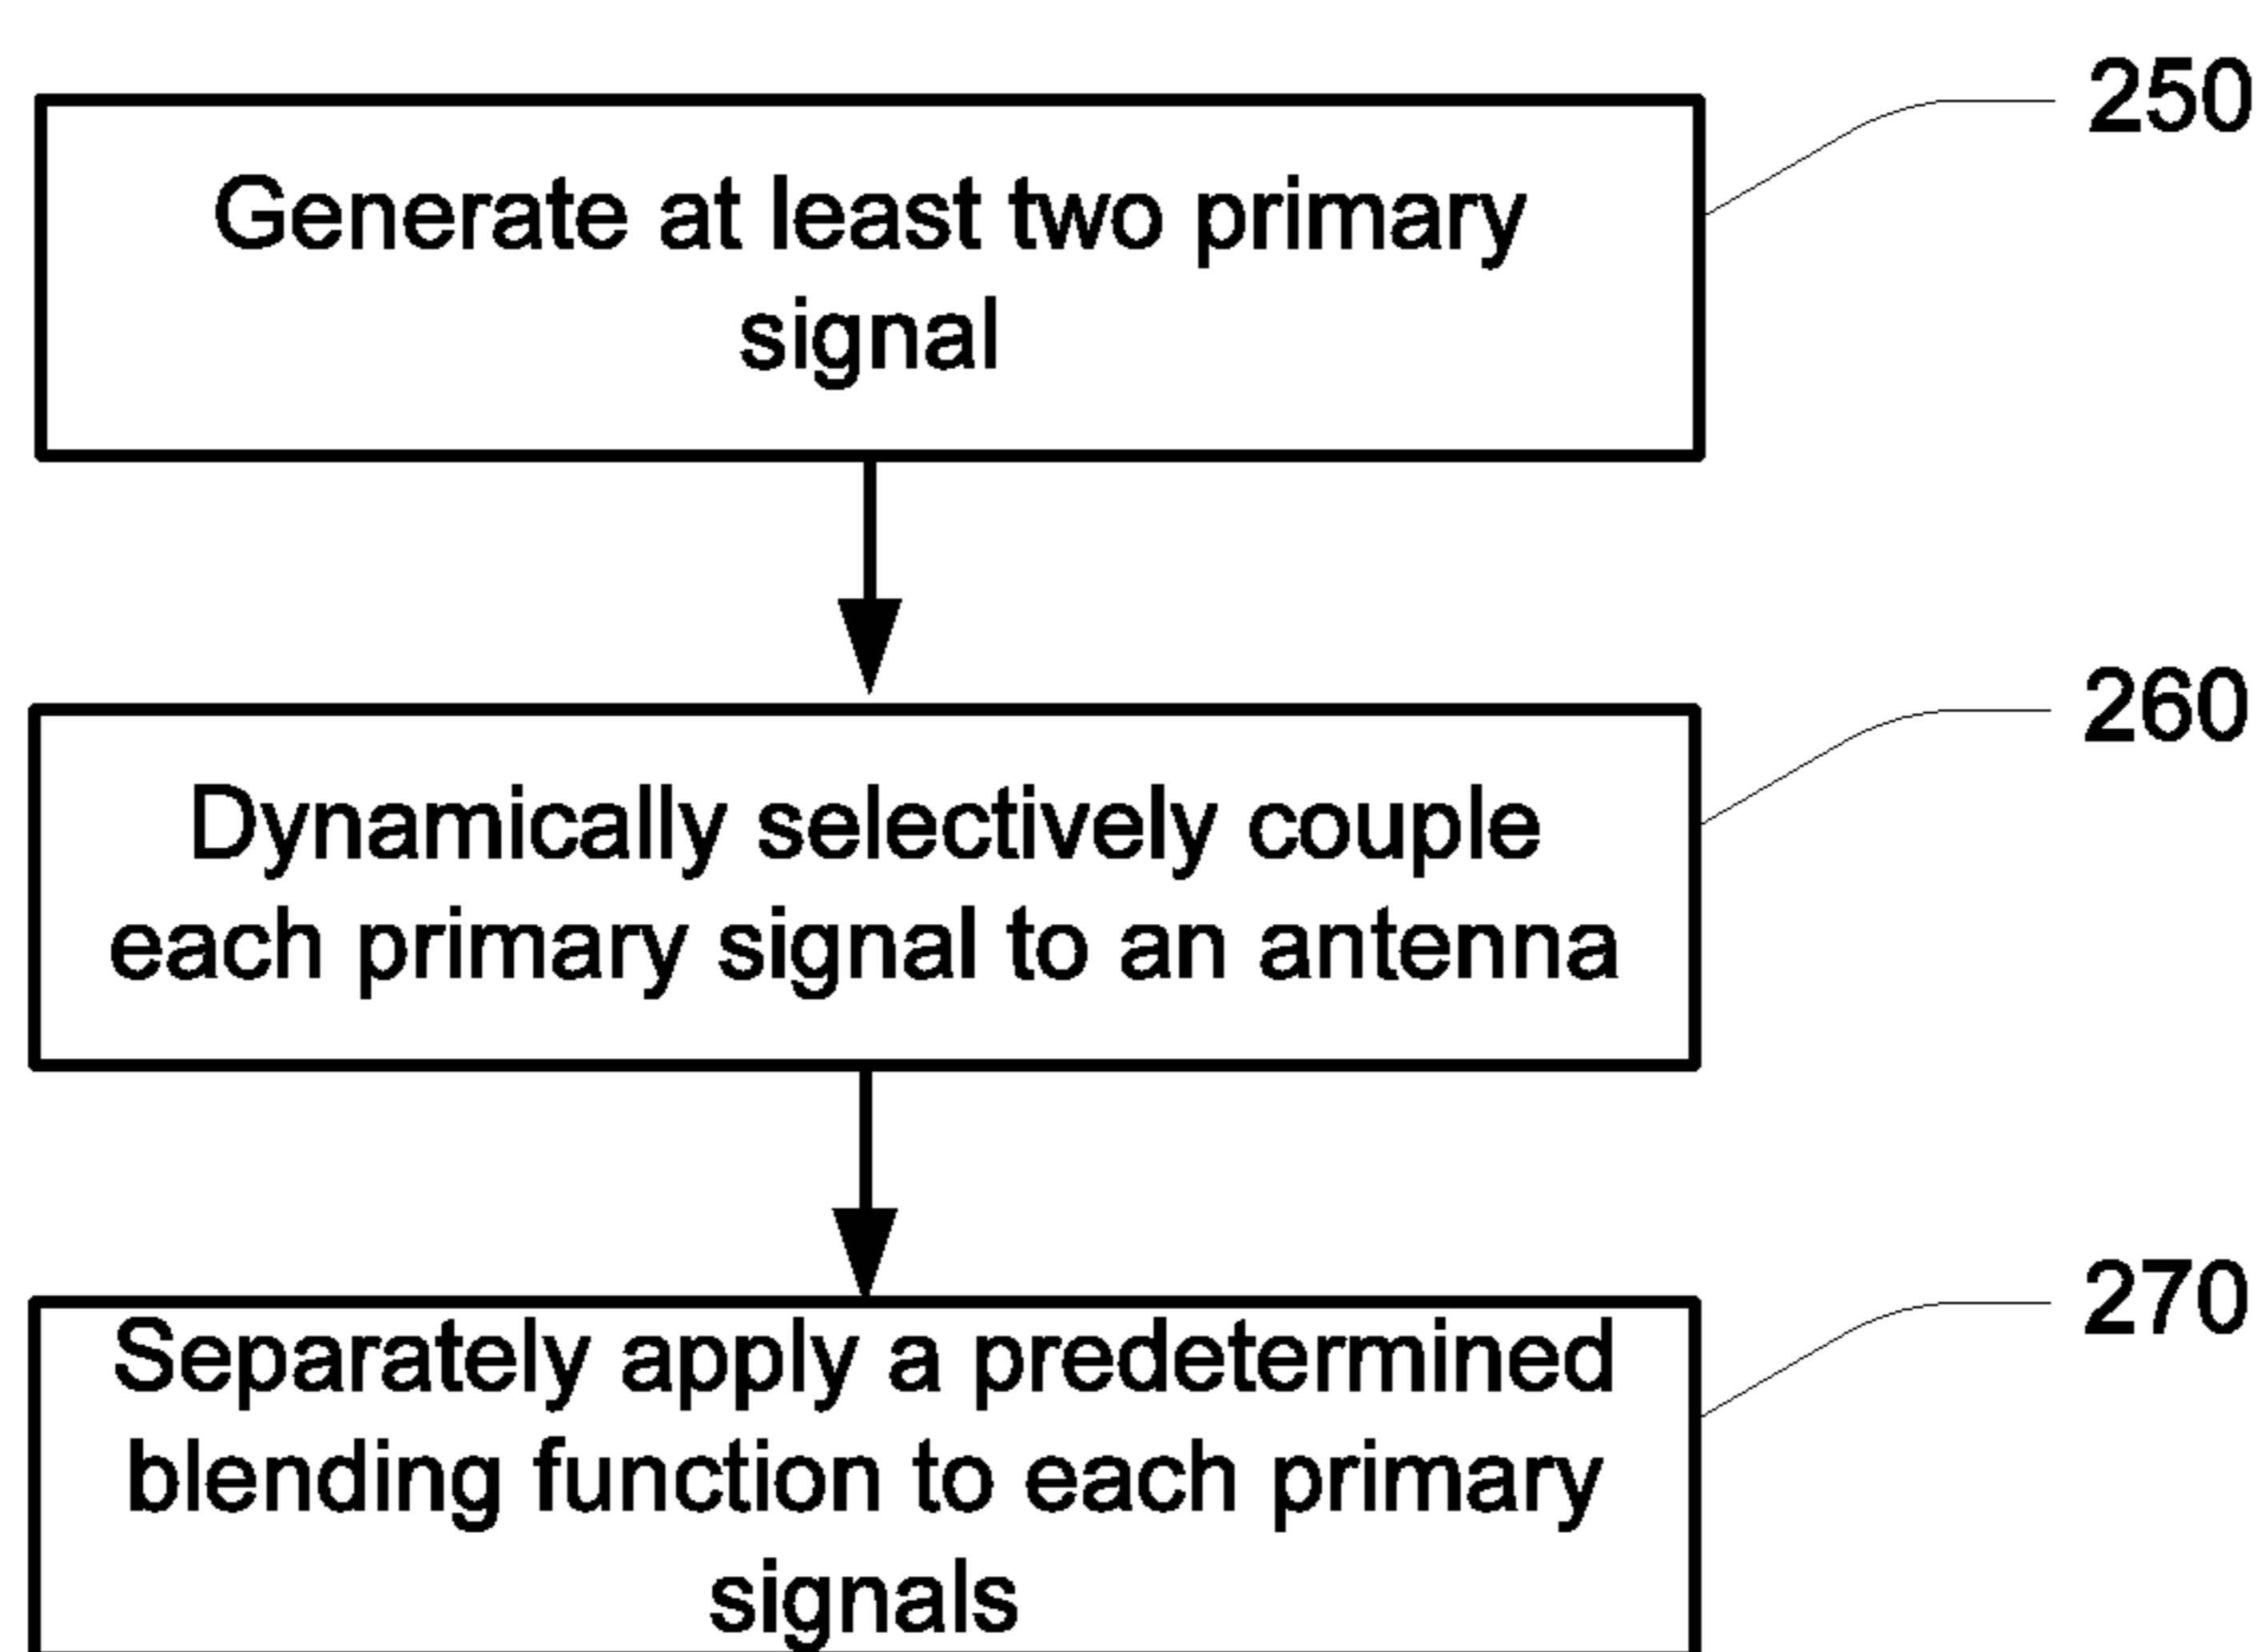 250
Generate at least two primary
signal
260
Dynamically selectively couple
each primary signal to an antenna
270
Separately apply a predetermined
blending function to each primary
signals